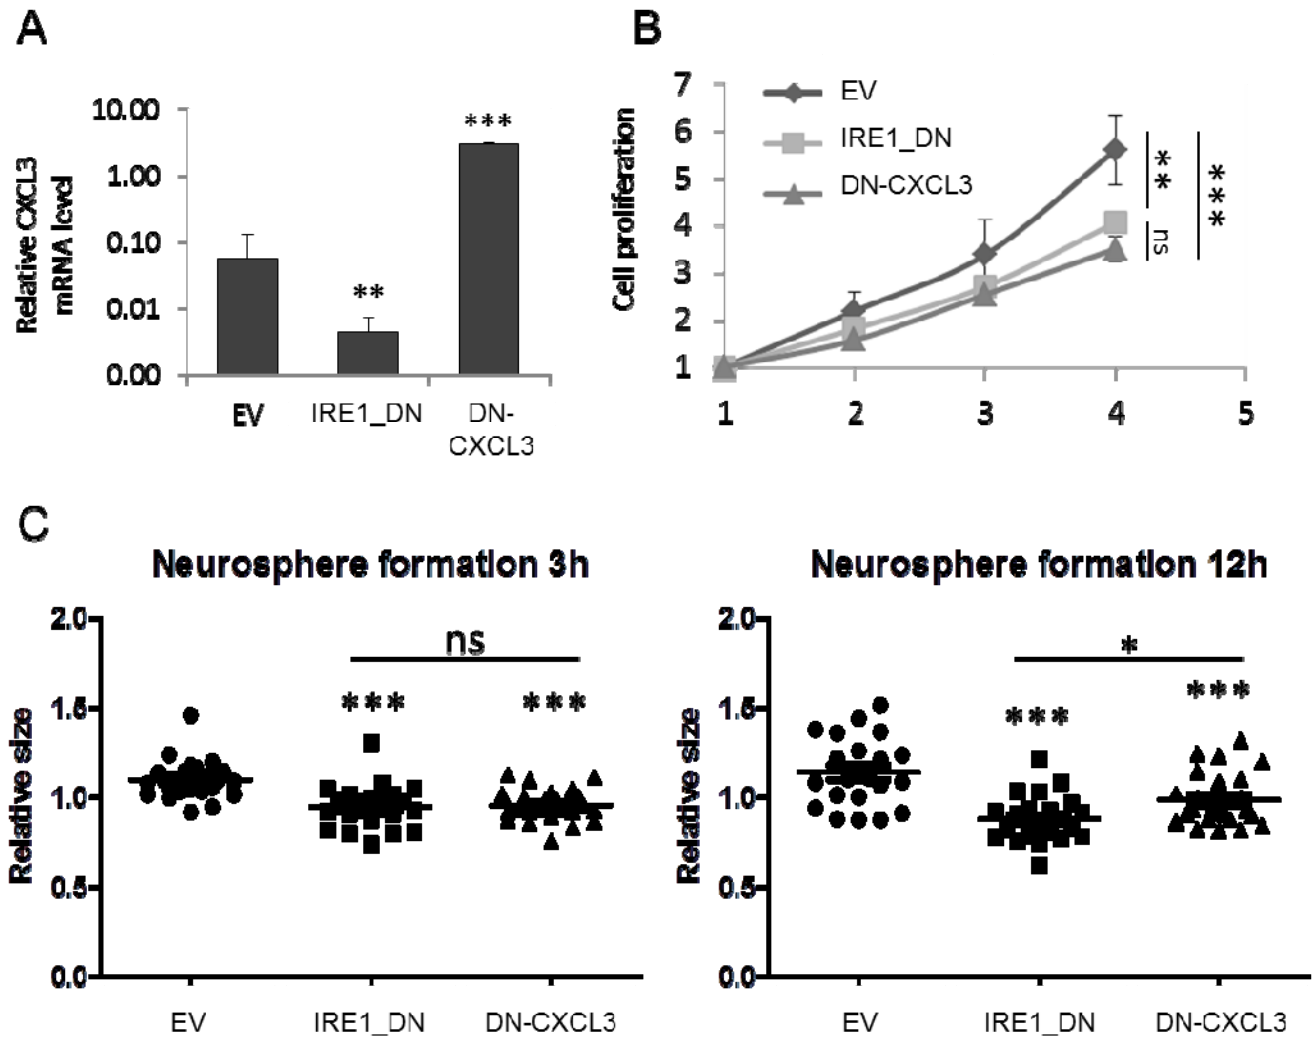 A
Relative CXCL3
mRNA level
10.00
1.00
0.10
0.01
0.00
***
**
EV
IRE1_DN
DN-
CXCL3
B
Cell proliferation
7
6
5
4
3
2
1
EV
IRE1_DN
DN-CXCL3
**
ns
***
1
2
3
4
5
C
Neurosphere formation 3h
Relative size
2.0
1.5
1.0
0.5
0.0
ns
***
***
EV
IRE1_DN
DN-CXCL3
Neurosphere formation 12h
Relative size
2.0
1.5
1.0
0.5
0.0
*
***
***
EV
IRE1_DN
DN-CXCL3